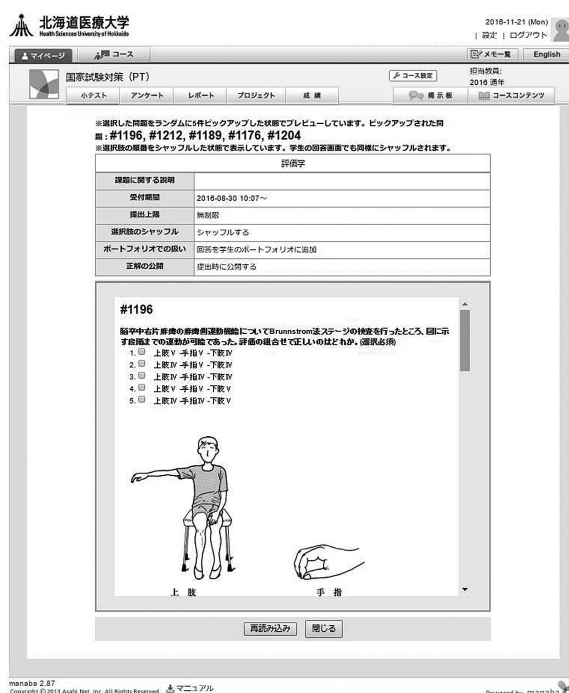 北海道医療大学
Health Sciences University of Hokkaido
2016-11-21 (Mon)
| 設定 | ログアウト
マイページ
コース
メモ一覧
English
国家試験対策（PT）
コース設定
担当教員:
2016 通年
小テスト アンケート レポート プロジェクト 成績
掲示板 コースコンテンツ
※選択した問題をランダムに5件ピックアップした状態でプレビューしています。ピックアップされた問
題：#1196, #1212, #1189, #1176, #1204
※選択肢の順番をシャッフルした状態で表示しています。学生の回答画面でも同様にシャッフルされます。
評価学
課題に関する説明
受付期間 2016-08-30 10:07～
提出上限 無制限
選択肢のシャッフル シャッフルする
ポートフォリオでの扱い 回答を学生のポートフォリオに追加
正解の公開 提出時に公開する
#1196
脳卒中右片麻痺の麻痺側運動機能についてBrunnstrom法ステージの検査を行ったところ、図に示
す段階までの運動が可能であった。評価の組合せで正しいのはどれか。(選択必須)
1. 上肢Ⅴ -手指Ⅴ -下肢Ⅳ
2. 上肢Ⅳ -手指Ⅳ -下肢Ⅳ
3. 上肢Ⅳ -手指Ⅴ -下肢Ⅳ
4. 上肢Ⅴ -手指Ⅳ -下肢Ⅴ
5. 上肢Ⅳ -手指Ⅳ -下肢Ⅴ
上 肢
手 指
再読み込み
閉じる
manaba 2.87
Copyright ©2013 Asahi Net, Inc. All Rights Reserved.
マニュアル
Powered by manaba